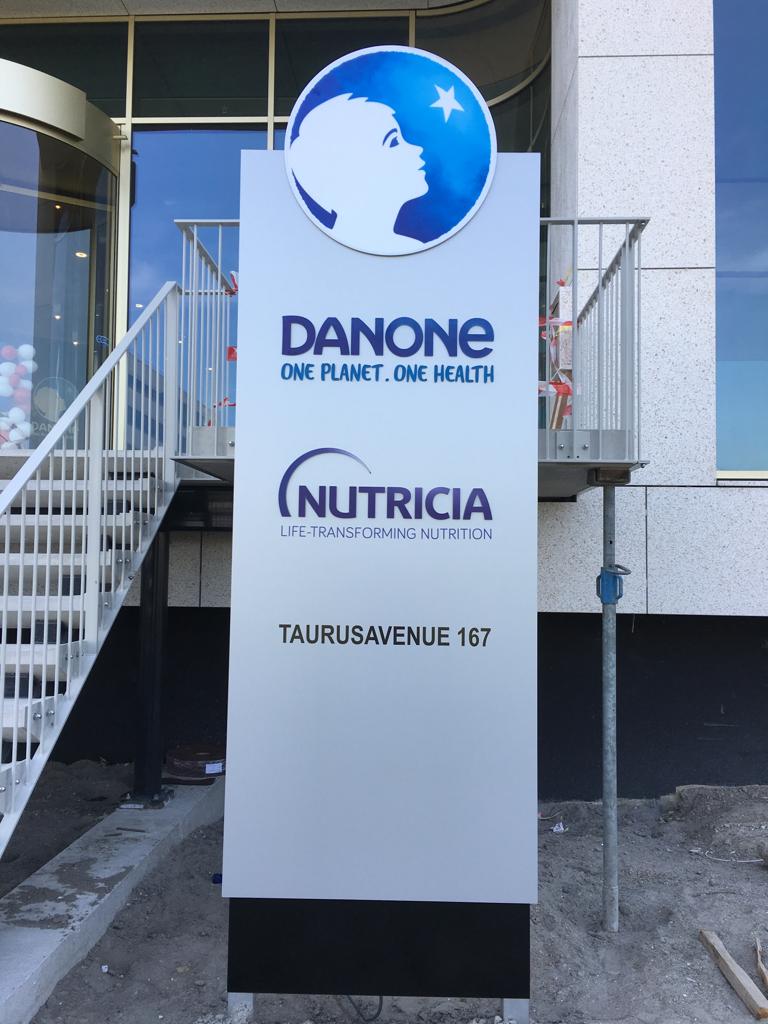 DANONE
ONE PLANET. ONE HEALTH
NUTRICIA
LIFE-TRANSFORMING NUTRITION
TAURUSAVENUE 167